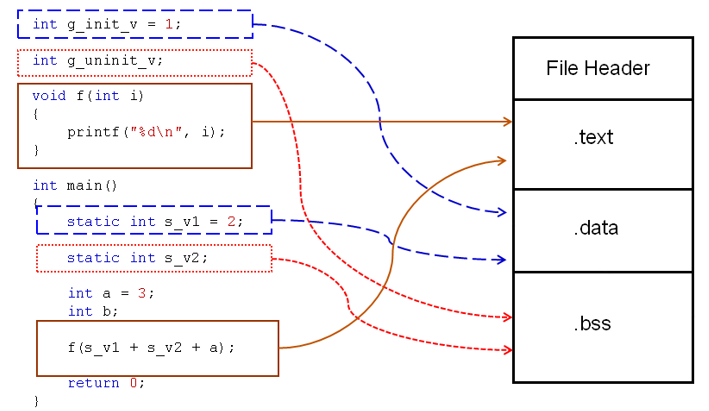 int g_init_v = 1;
int g_uninit_v;
void f(int i)
{
printf("%d\n", i);
}
int main()
{
static int s_v1 = 2;
static int s_v2;
int a = 3;
int b;
f(s_v1 + s_v2 + a);
return 0;
}
File Header
.text
.data
.bss